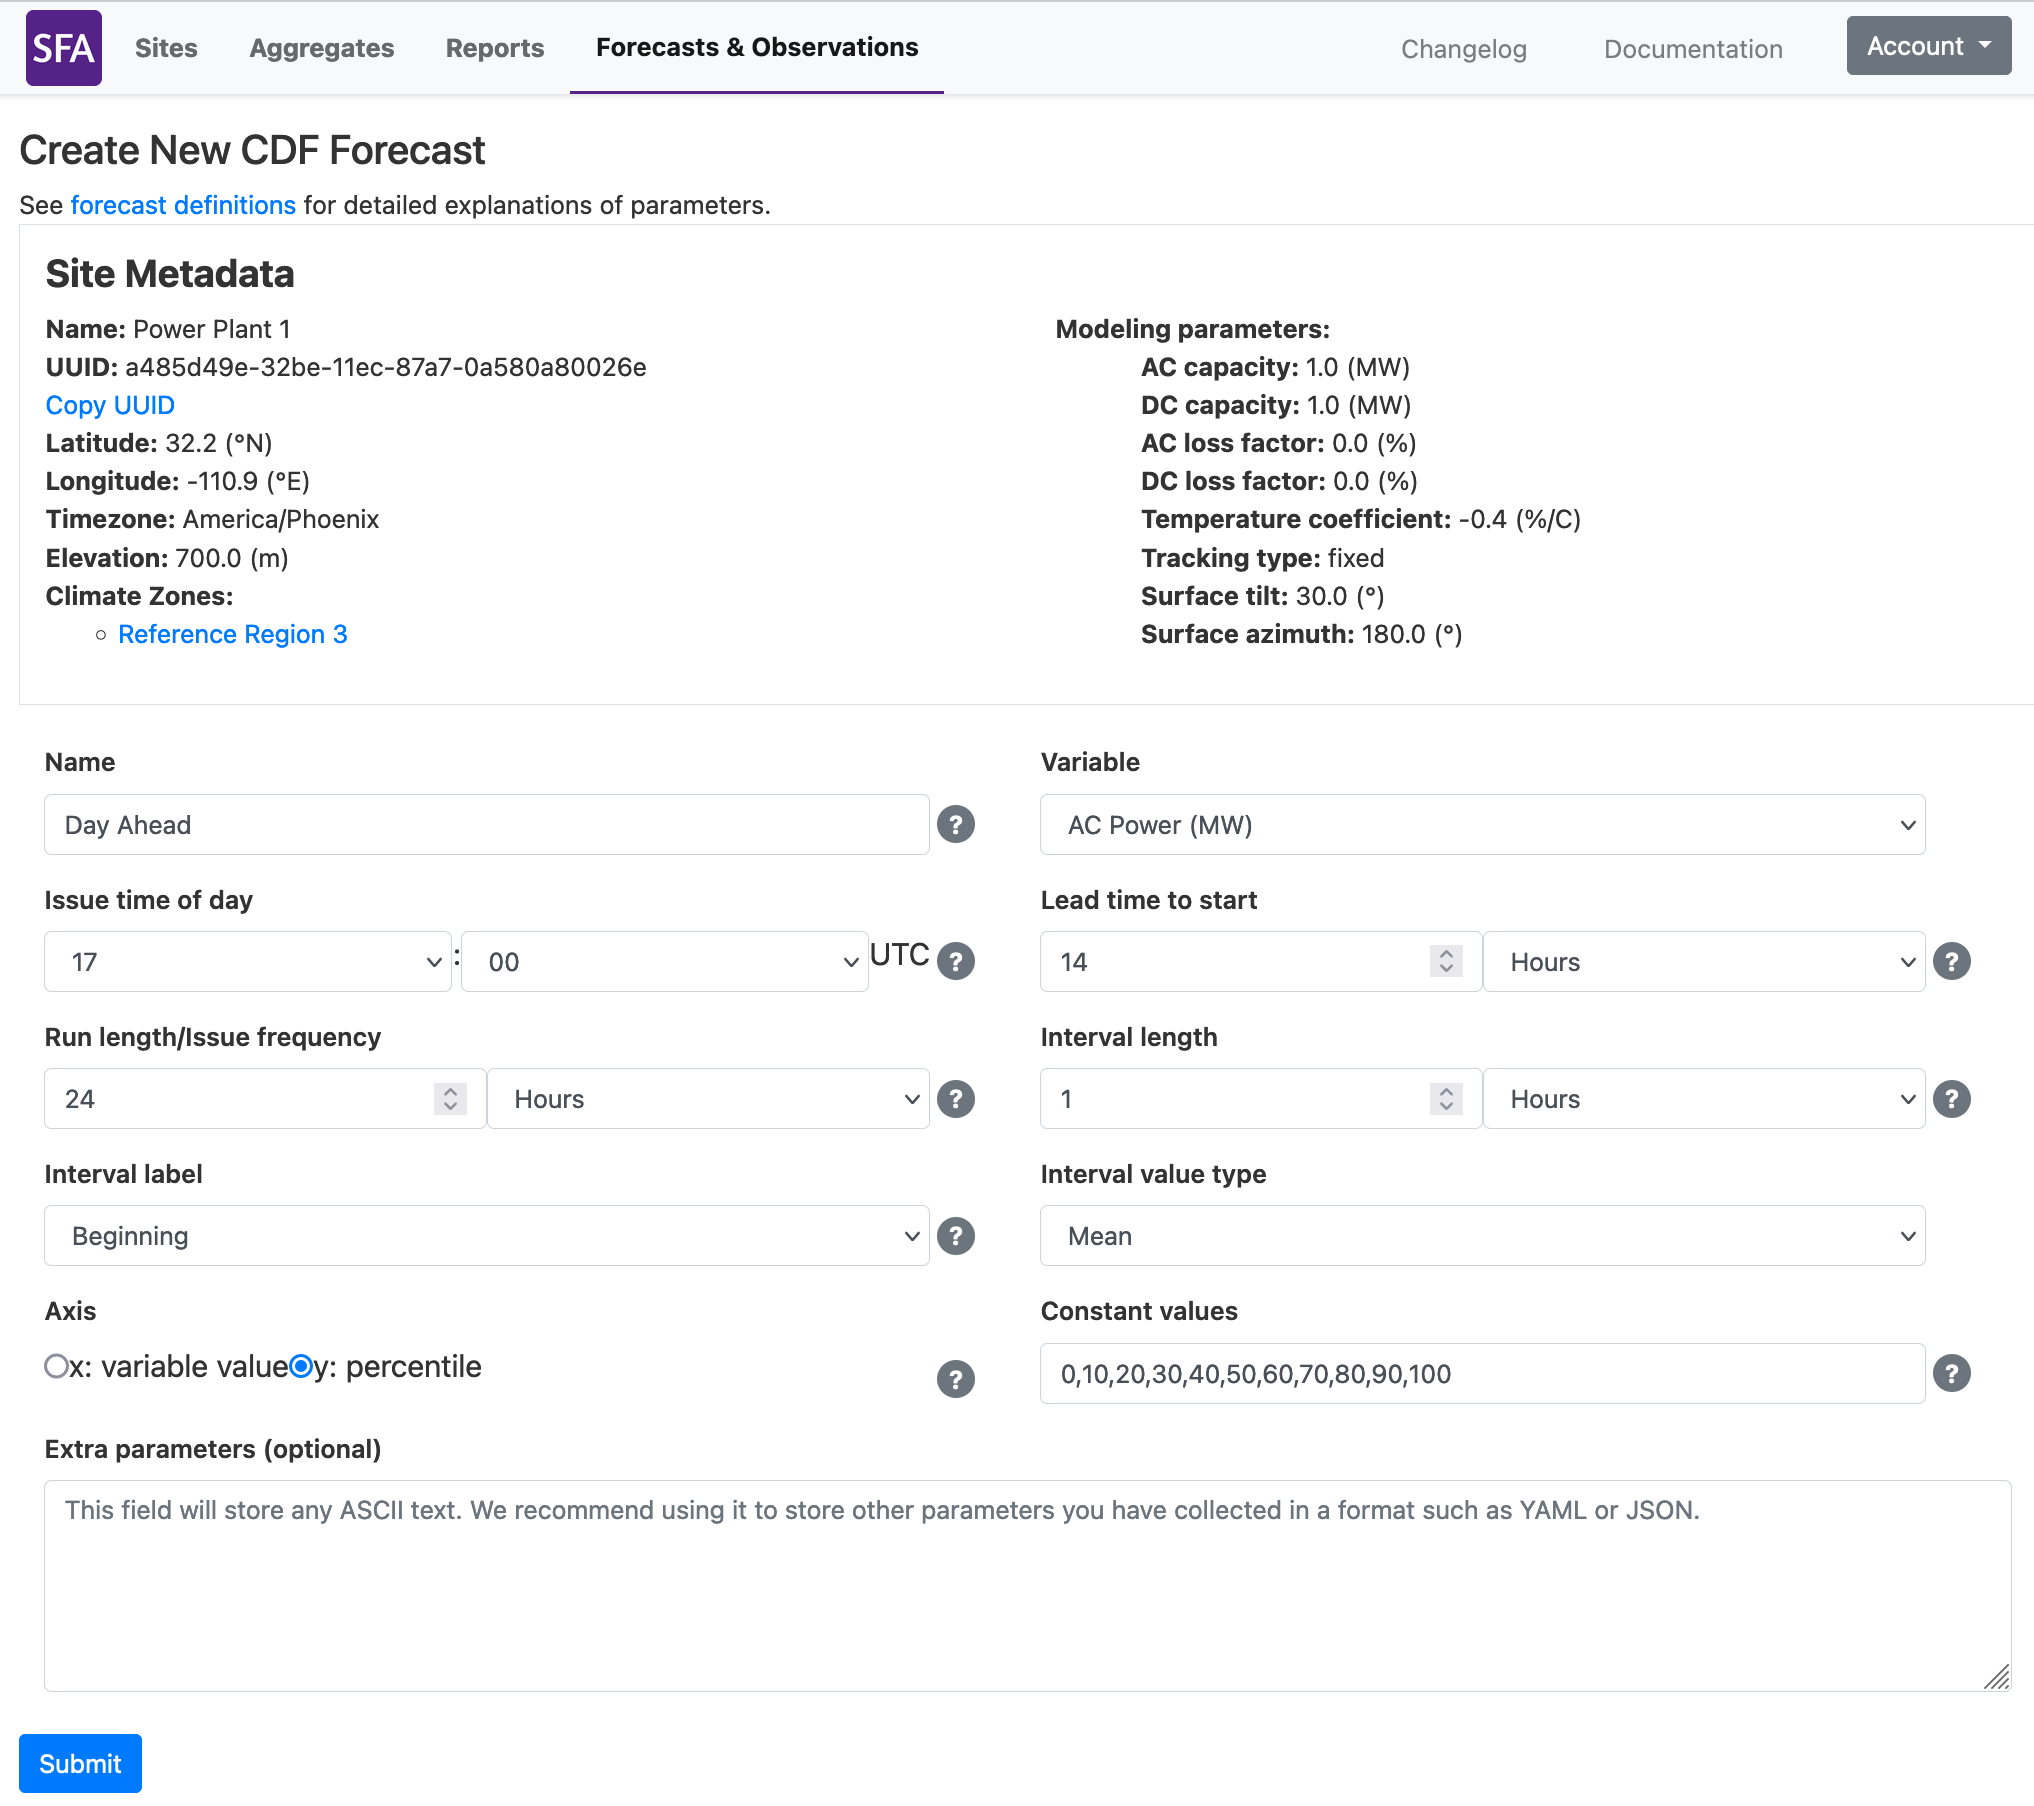 SFA Sites Aggregates Reports Forecasts & Observations Changelog Documentation Account
Create New CDF Forecast
See forecast definitions for detailed explanations of parameters.
Site Metadata
Name: Power Plant 1
UUID: a485d49e-32be-11ec-87a7-0a580a80026e
Copy UUID
Latitude: 32.2 (°N)
Longitude: -110.9 (°E)
Timezone: America/Phoenix
Elevation: 700.0 (m)
Climate Zones:
Reference Region 3
Modeling parameters:
AC capacity: 1.0 (MW)
DC capacity: 1.0 (MW)
AC loss factor: 0.0 (%)
DC loss factor: 0.0 (%)
Temperature coefficient: -0.4 (%/C)
Tracking type: fixed
Surface tilt: 30.0 (°)
Surface azimuth: 180.0 (°)
Name
Day Ahead ?
Variable
AC Power (MW)
Issue time of day
17 : 00 UTC ?
Lead time to start
14 Hours ?
Run length/Issue frequency
24 Hours ?
Interval length
1 Hours ?
Interval label
Beginning ?
Interval value type
Mean
Axis
x: variable value y: percentile ?
Constant values
0,10,20,30,40,50,60,70,80,90,100 ?
Extra parameters (optional)
This field will store any ASCII text. We recommend using it to store other parameters you have collected in a format such as YAML or JSON.
Submit